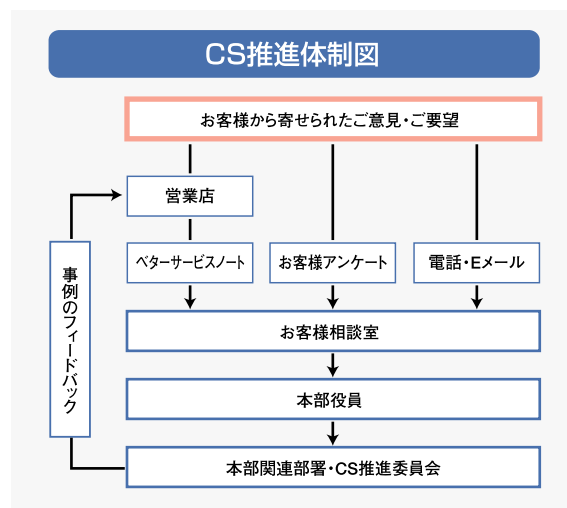 CS推進体制図
お客様から寄せられたご意見・ご要望
営業店
ベターサービスノート
お客様アンケート
電話・Eメール
事例のフィードバック
お客様相談室
本部役員
本部関連部署・CS推進委員会